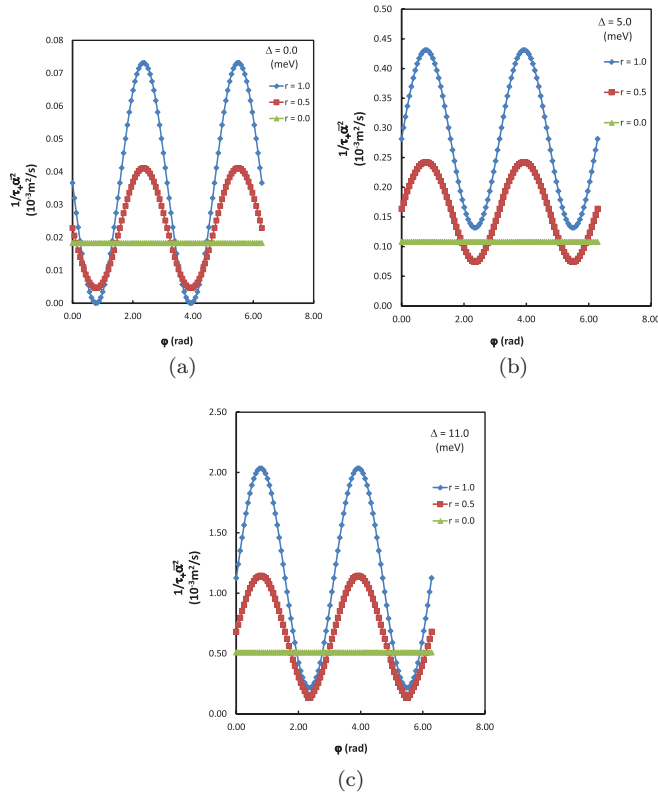 Δ = 0.0
(meV)
r = 1.0
r = 0.5
r = 0.0
1/τ₊ᾱ²
(10⁻³m²/s)
0.08
0.07
0.06
0.05
0.04
0.03
0.02
0.01
0.00
0.00 2.00 4.00 6.00 8.00
φ (rad)
(a)
Δ = 5.0
(meV)
r = 1.0
r = 0.5
r = 0.0
1/τ₊ᾱ²
(10⁻³m²/s)
0.50
0.45
0.40
0.35
0.30
0.25
0.20
0.15
0.10
0.05
0.00
0.00 2.00 4.00 6.00 8.00
φ (rad)
(b)
Δ = 11.0
(meV)
r = 1.0
r = 0.5
r = 0.0
1/τ₊ᾱ²
(10⁻³m²/s)
2.50
2.00
1.50
1.00
0.50
0.00
0.00 2.00 4.00 6.00 8.00
φ (rad)
(c)